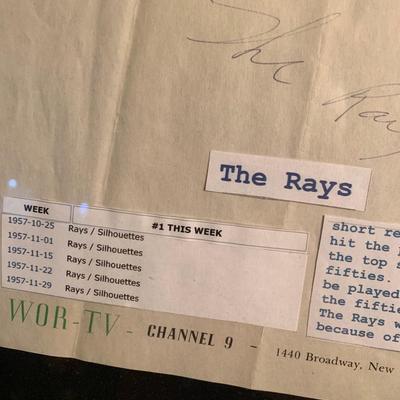 The
The Rays
WEEK #1 THIS WEEK
1957-10-25 Rays / Silhouettes
1957-11-01 Rays / Silhouettes
1957-11-15 Rays / Silhouettes
1957-11-22 Rays / Silhouettes
1957-11-29 Rays / Silhouettes
short re
hit the
the top s
fifties.
be played
the fiftie
The Rays w
because of
WOR-TV - CHANNEL 9 - 1440 Broadway, New